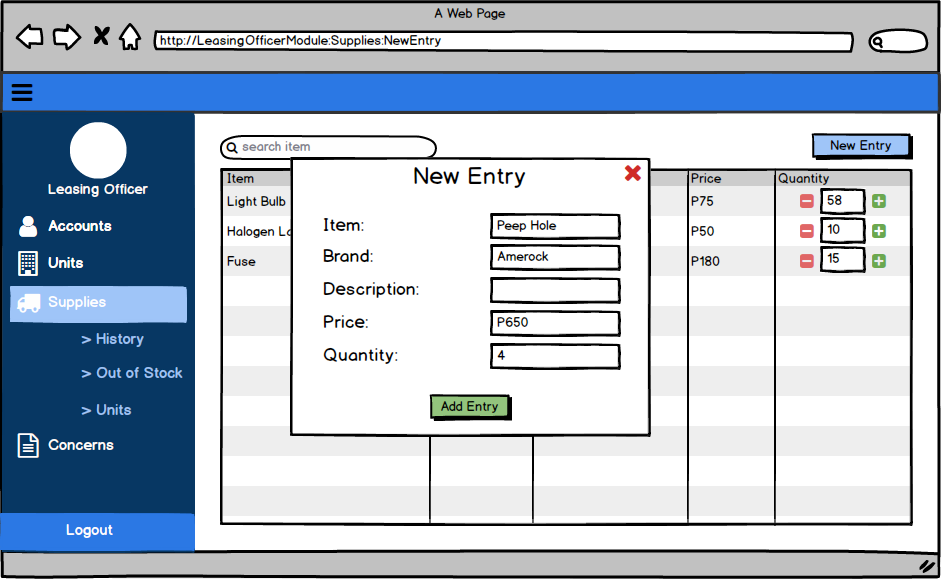 A Web Page
http://LeasingOfficerModule:Supplies:NewEntry
Leasing Officer
Accounts
Units
Supplies
> History
> Out of Stock
> Units
Concerns
Logout
search item
New Entry
Item
Price
Quantity
Light Bulb
P75
58
Halogen
P50
10
Fuse
P180
15
New Entry
Item:
Peep Hole
Brand:
Amerock
Description:
Price:
P650
Quantity:
4
Add Entry